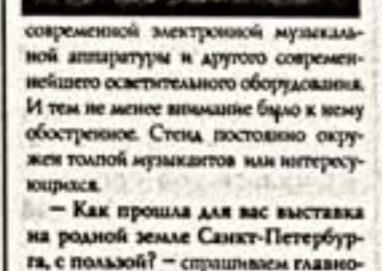 современной электронной музыкаль-
ной аппаратуры и другого современ-
нейшего осветительного оборудования.
И тем не менее внимание было к нему
обостренное. Стенд постоянно окру-
жен толпой музыкантов или интересу-
ющихся.
— Как прошла для вас выставка
на родной земле Санкт-Петербур-
га, с пользой? — спрашиваем главно-